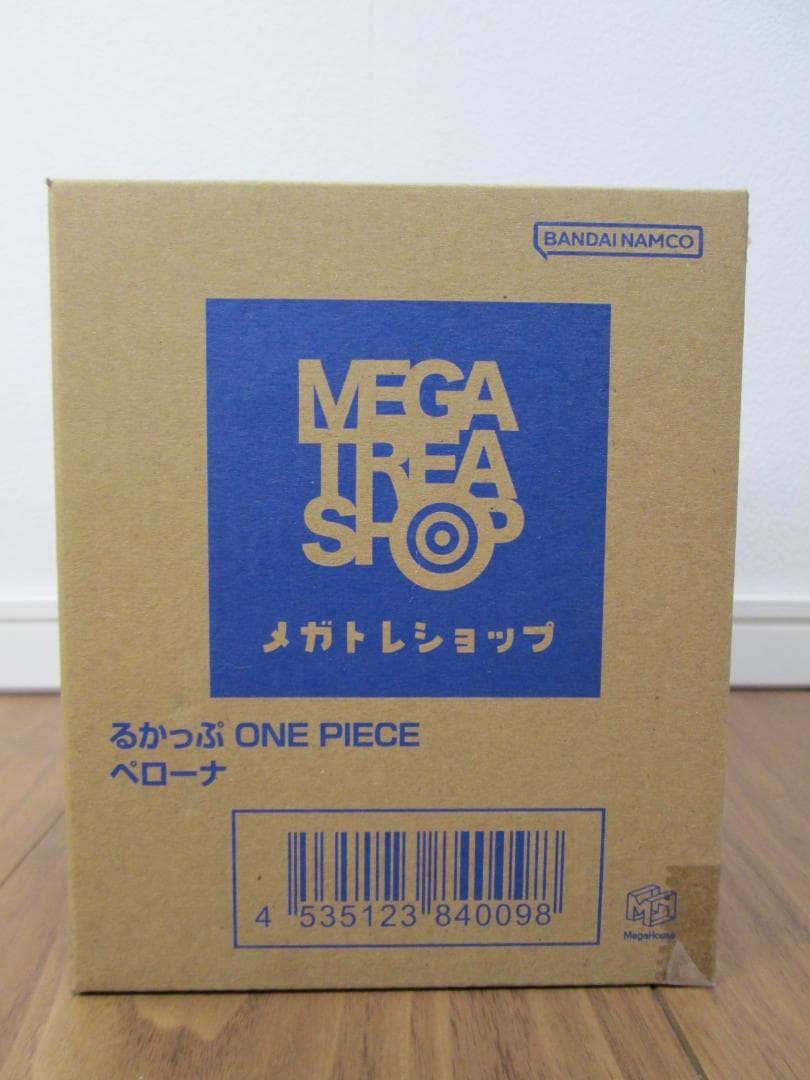 BANDAI NAMCO
MEGA
TREA
SHOP
メガトレショップ
るかっぷ ONE PIECE
ペローナ
4 535123 840098
MegaHouse